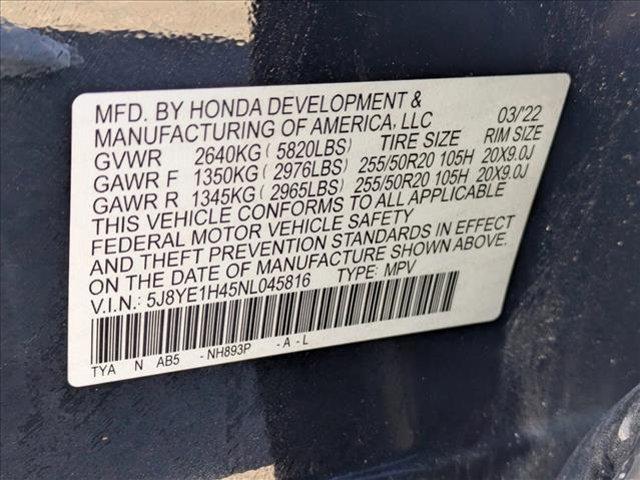 MFD. BY HONDA DEVELOPMENT &
MANUFACTURING OF AMERICA, LLC 03/'22
GVWR 2640KG ( 5820LBS) TIRE SIZE RIM SIZE
GAWR F 1350KG ( 2976LBS) 255/50R20 105H 20X9.0J
GAWR R 1345KG ( 2965LBS) 255/50R20 105H 20X9.0J
THIS VEHICLE CONFORMS TO ALL APPLICABLE
FEDERAL MOTOR VEHICLE SAFETY
AND THEFT PREVENTION STANDARDS IN EFFECT
ON THE DATE OF MANUFACTURE SHOWN ABOVE.
V.I.N.: 5J8YE1H45NL045816 TYPE: MPV
TYA N AB5 - NH893P - A - L